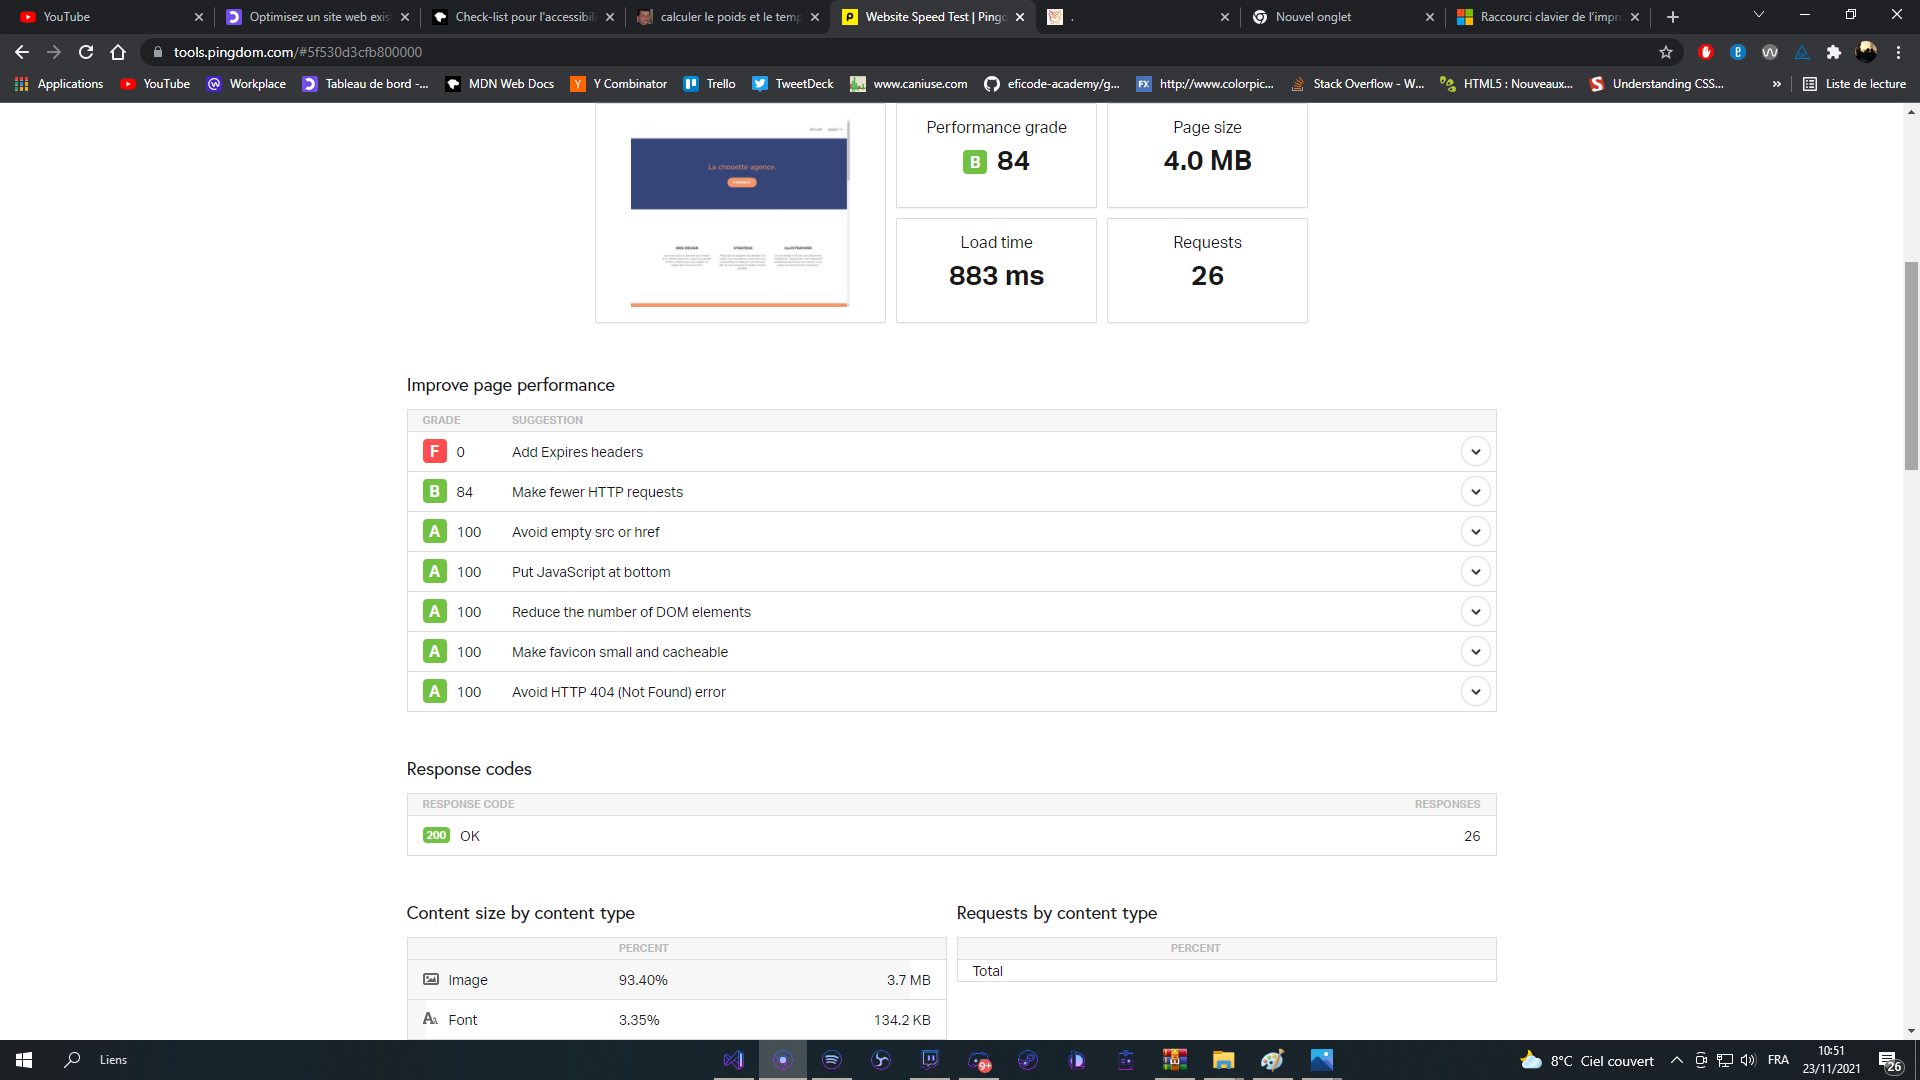 YouTube
Optimisez un site web exis
Check-list pour l'accessibili
calculer le poids et le temp
Website Speed Test | Pingd
.
Nouvel onglet
Raccourci clavier de l'impr
tools.pingdom.com/#5f530d3cfb800000
Applications
YouTube
Workplace
Tableau de bord -...
MDN Web Docs
Y Combinator
Trello
TweetDeck
www.caniuse.com
eficode-academy/g...
http://www.colorpic...
Stack Overflow - W...
HTML5 : Nouveaux...
Understanding CSS...
»
Liste de lecture
La chouette agence.
CONTACT
WEB DESIGN
STRATÉGIE
ILLUSTRATIONS
Performance grade
B 84
Page size
4.0 MB
Load time
883 ms
Requests
26
Improve page performance
GRADE SUGGESTION
F 0 Add Expires headers
B 84 Make fewer HTTP requests
A 100 Avoid empty src or href
A 100 Put JavaScript at bottom
A 100 Reduce the number of DOM elements
A 100 Make favicon small and cacheable
A 100 Avoid HTTP 404 (Not Found) error
Response codes
RESPONSE CODE RESPONSES
200 OK 26
Content size by content type
PERCENT
Image 93.40% 3.7 MB
Font 3.35% 134.2 KB
Requests by content type
PERCENT
Total
Liens
9+
8°C Ciel couvert
FRA
10:51
23/11/2021
26